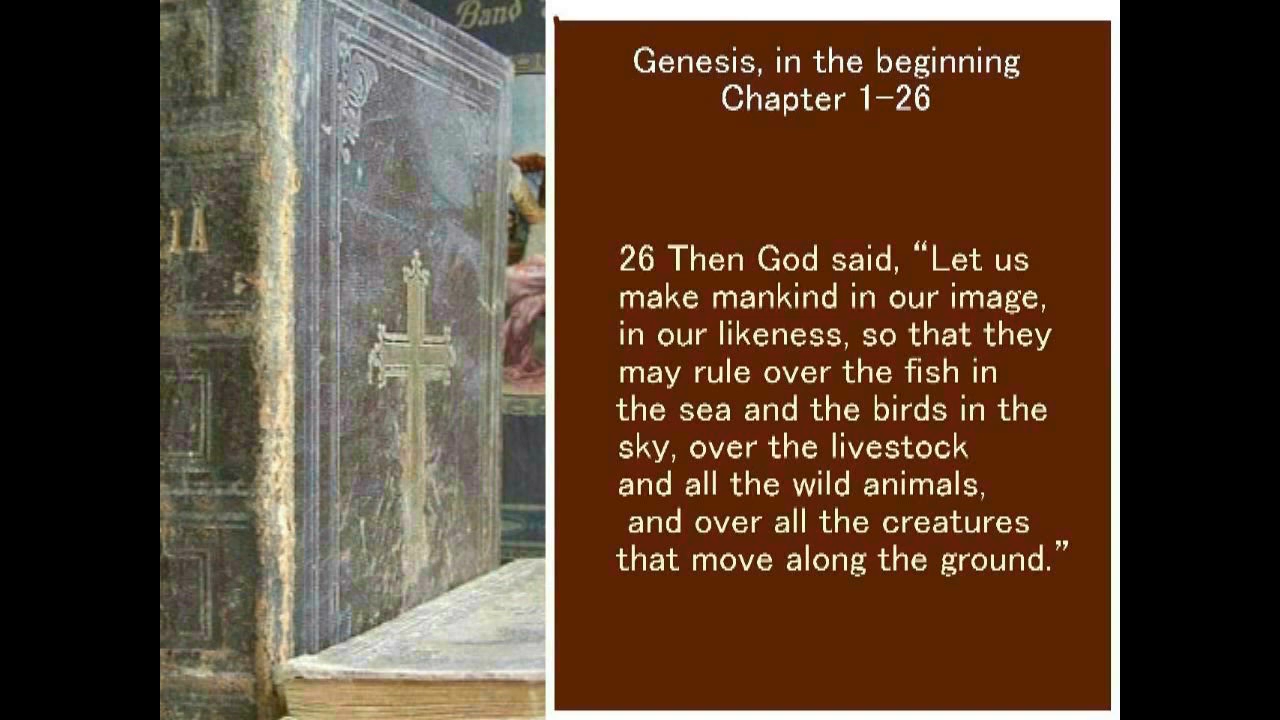 Band
IA
Genesis, in the beginning
Chapter 1-26
26 Then God said, “Let us
make mankind in our image,
in our likeness, so that they
may rule over the fish in
the sea and the birds in the
sky, over the livestock
and all the wild animals,
and over all the creatures
that move along the ground.”